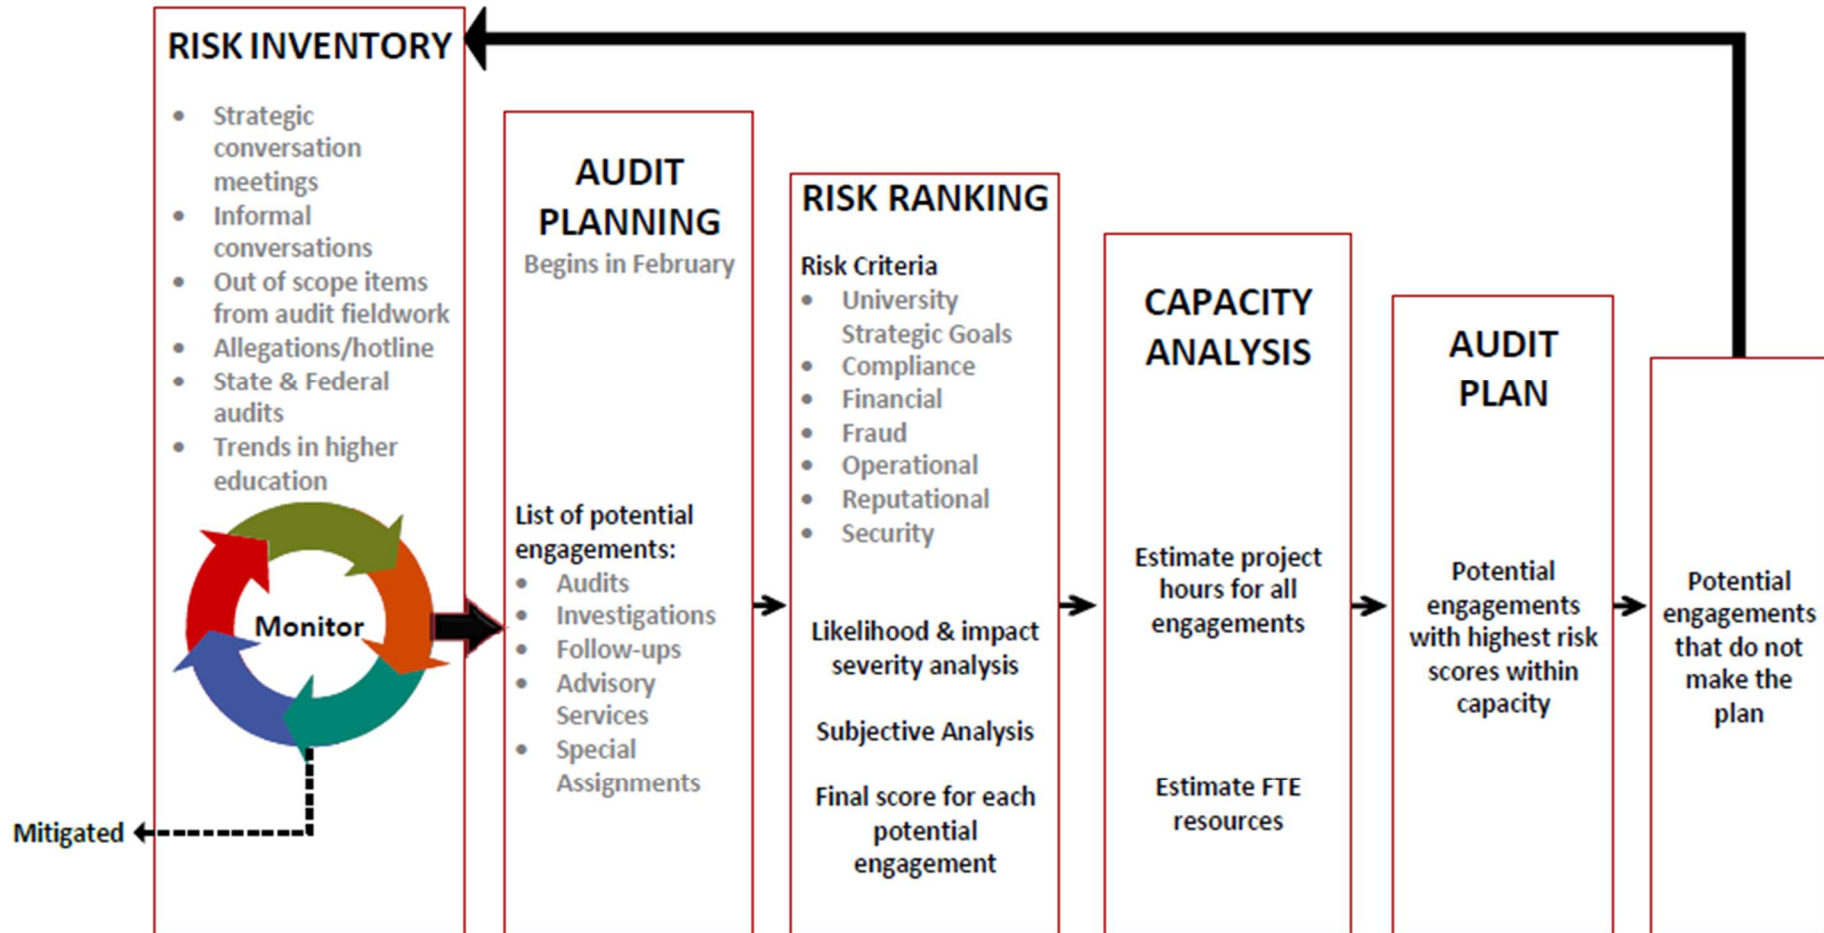 RISK INVENTORY
• Strategic
conversation
meetings
• Informal
conversations
• Out of scope items
from audit fieldwork
• Allegations/hotline
• State & Federal
audits
• Trends in higher
education
Monitor
Mitigated
AUDIT
PLANNING
Begins in February
List of potential
engagements:
• Audits
• Investigations
• Follow-ups
• Advisory
Services
• Special
Assignments
RISK RANKING
Risk Criteria
• University
Strategic Goals
• Compliance
• Financial
• Fraud
• Operational
• Reputational
• Security
Likelihood & impact
severity analysis
Subjective Analysis
Final score for each
potential
engagement
CAPACITY
ANALYSIS
Estimate project
hours for all
engagements
Estimate FTE
resources
AUDIT
PLAN
Potential
engagements
with highest risk
scores within
capacity
Potential
engagements
that do not
make the
plan